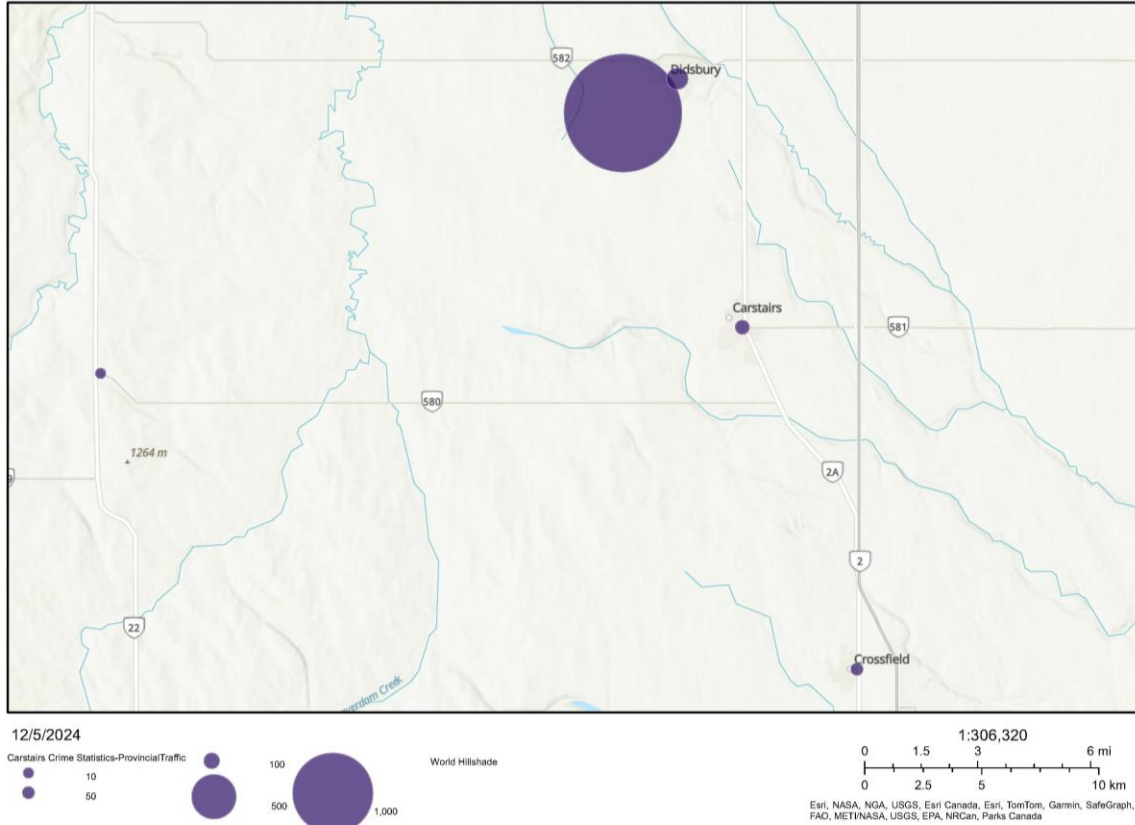 582
Didsbury
Carstairs
581
580
1264 m
2A
2
22
Crossfield
verdam Creek
12/5/2024
Carstairs Crime Statistics-ProvincialTraffic
10
50
100
500
1,000
World Hillshade
1:306,320
0 1.5 3 6 mi
0 2.5 5 10 km
Esri, NASA, NGA, USGS, Esri Canada, Esri, TomTom, Garmin, SafeGraph,
FAO, METI/NASA, USGS, EPA, NRCan, Parks Canada